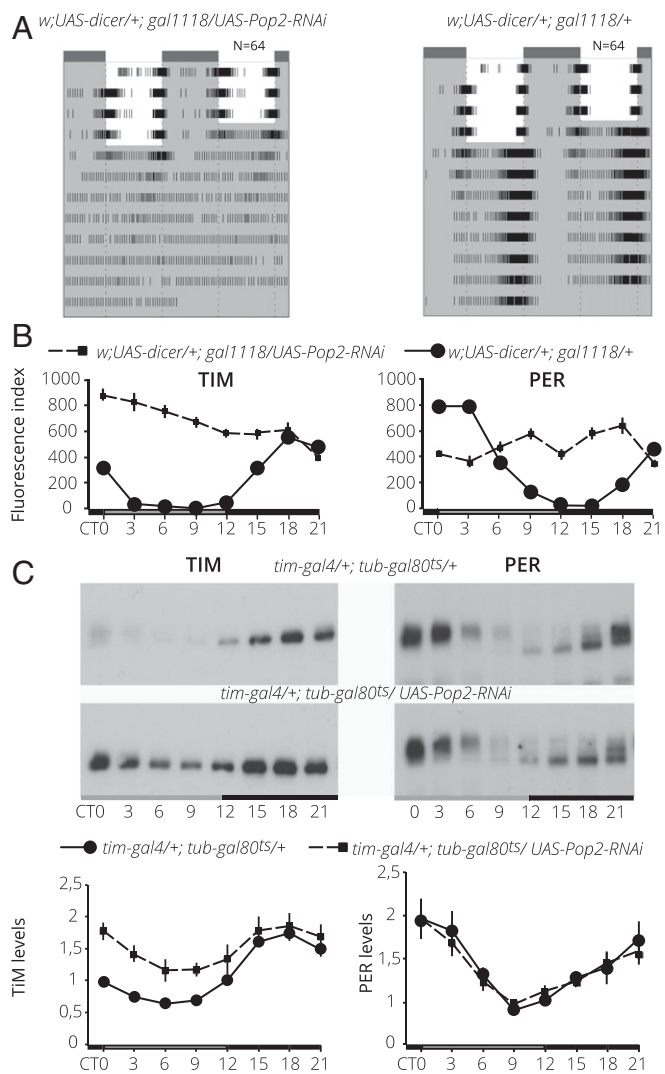 A
w;UAS-dicer/+; gal1118/UAS-Pop2-RNAi
w;UAS-dicer/+; gal1118/+
N=64
N=64
B
w;UAS-dicer/+; gal1118/UAS-Pop2-RNAi
w;UAS-dicer/+; gal1118/+
TIM
PER
Fluorescence index
1000
800
600
400
200
0
CT0 3 6 9 12 15 18 21
1000
800
600
400
200
0
CT0 3 6 9 12 15 18 21
C
TIM
tim-gal4/+; tub-gal80ts/+
PER
tim-gal4/+; tub-gal80ts/ UAS-Pop2-RNAi
CT0 3 6 9 12 15 18 21
0 3 6 9 12 15 18 21
tim-gal4/+; tub-gal80ts/+
tim-gal4/+; tub-gal80ts/ UAS-Pop2-RNAi
TiM levels
2,5
2
1,5
1
0,5
0
CT0 3 6 9 12 15 18 21
PER levels
2,5
2
1,5
1
0
CT0 3 6 9 12 15 18 21